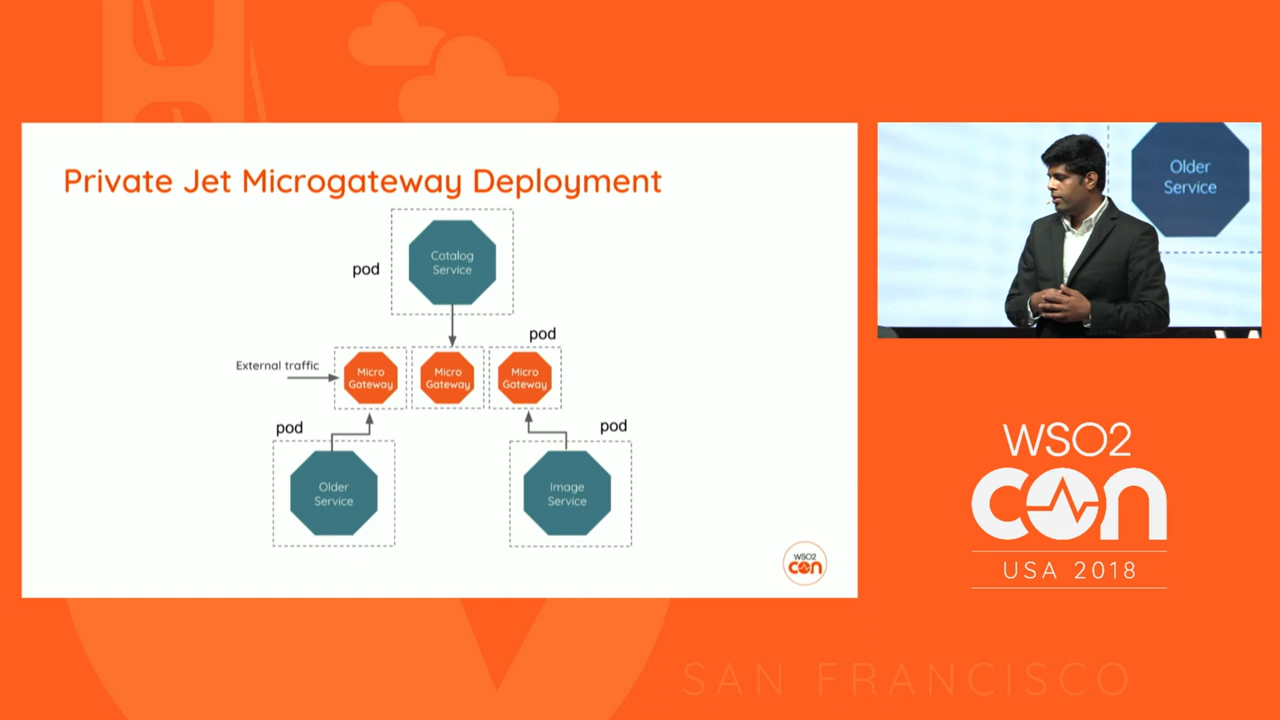 Private Jet Microgateway Deployment
Catalog
Service
pod
pod
External traffic
Micro
Gateway
Micro
Gateway
Micro
Gateway
pod
pod
Older
Service
Image
Service
WSO2
con
Older
Service
WSO2
con
USA 2018
SAN FRANCISCO